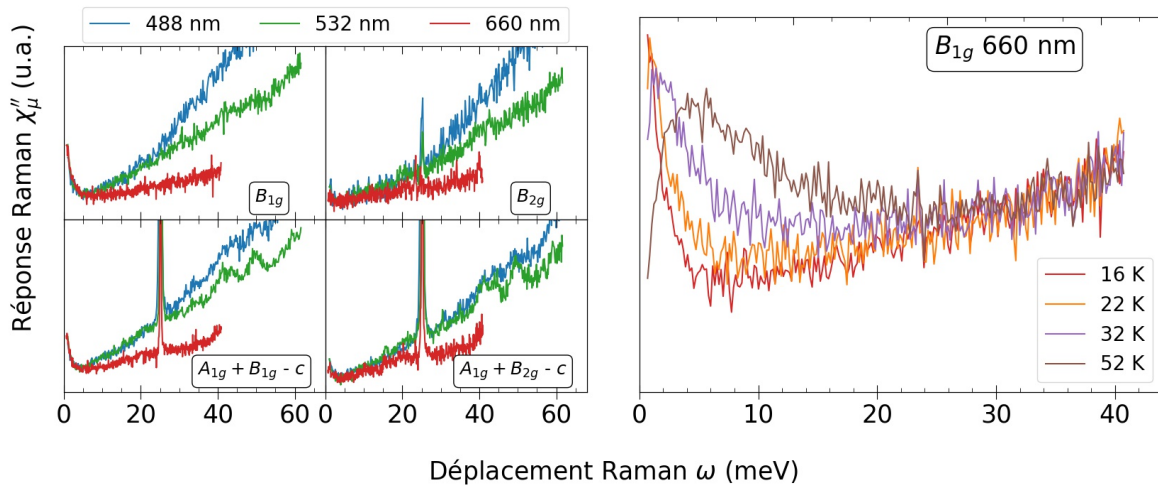 488 nm 532 nm 660 nm
Réponse Raman χ″μ (u.a.)
B1g
B2g
A1g + B1g - c
A1g + B2g - c
0 20 40 60 0 20 40 60
B1g 660 nm
16 K
22 K
32 K
52 K
0 10 20 30 40
Déplacement Raman ω (meV)